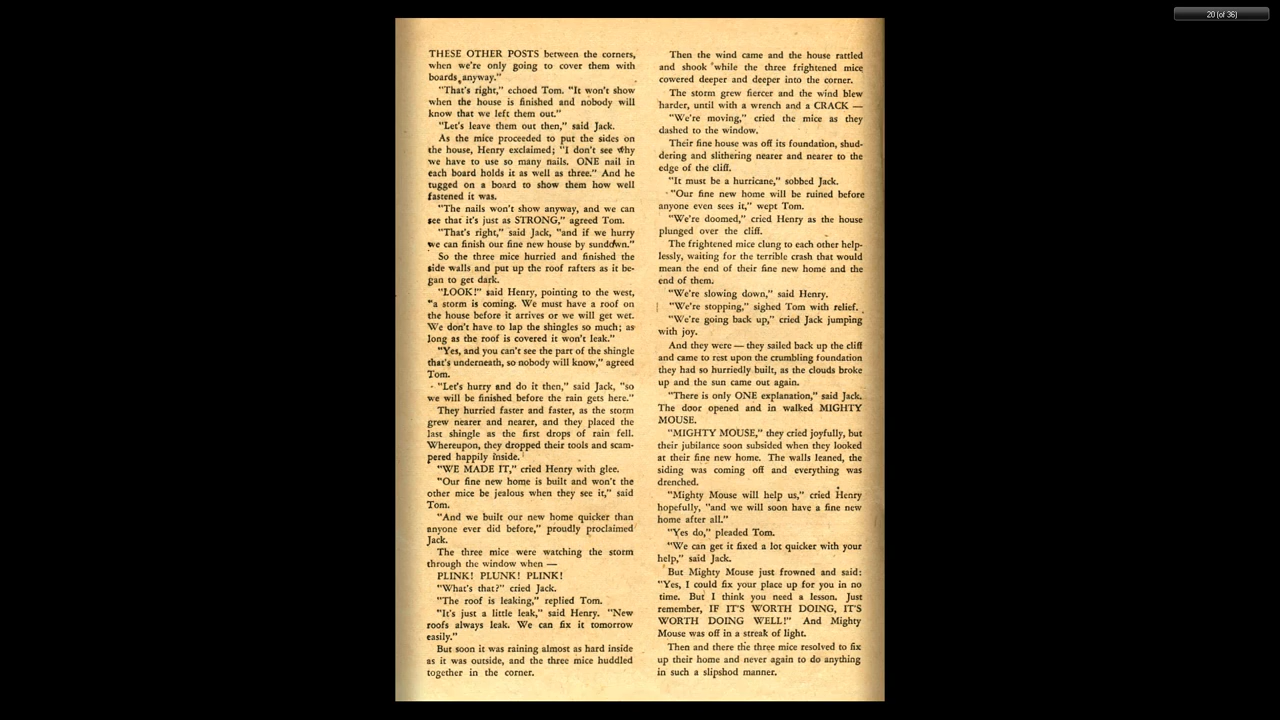 20 (of 36)
THESE OTHER POSTS between the corners,
when we're only going to cover them with
boards anyway."
"That's right," echoed Tom. "It won't show
when the house is finished and nobody will
know that we left them out."
"Let's leave them out then," said Jack.
As the mice proceeded to put the sides on
the house, Henry exclaimed; "I don't see why
we have to use so many nails. ONE nail in
each board holds it as well as three." And he
tugged on a board to show them how well
fastened it was.
"The nails won't show anyway, and we can
see that it's just as STRONG," agreed Tom.
"That's right," said Jack, "and if we hurry
we can finish our fine new house by sundown."
So the three mice hurried and finished the
side walls and put up the roof rafters as it be-
gan to get dark.
"LOOK!" said Henry, pointing to the west,
"a storm is coming. We must have a roof on
the house before it arrives or we will get wet.
We don't have to lap the shingles so much; as
long as the roof is covered it won't leak."
"Yes, and you can't see the part of the shingle
that's underneath, so nobody will know," agreed
Tom.
"Let's hurry and do it then," said Jack, "so
we will be finished before the rain gets here."
They hurried faster and faster, as the storm
grew nearer and nearer, and they placed the
last shingle as the first drops of rain fell.
Whereupon, they dropped their tools and scam-
pered happily inside.
"WE MADE IT," cried Henry with glee.
"Our fine new home is built and won't the
other mice be jealous when they see it," said
Tom.
"And we built our new home quicker than
anyone ever did before," proudly proclaimed
Jack.
The three mice were watching the storm
through the window when —
PLINK! PLUNK! PLINK!
"What's that?" cried Jack.
"The roof is leaking," replied Tom.
"It's just a little leak," said Henry. "New
roofs always leak. We can fix it tomorrow
easily."
But soon it was raining almost as hard inside
as it was outside, and the three mice huddled
together in the corner.
Then the wind came and the house rattled
and shook while the three frightened mice
cowered deeper and deeper into the corner.
The storm grew fiercer and the wind blew
harder, until with a wrench and a CRACK —
"We're moving," cried the mice as they
dashed to the window.
Their fine house was off its foundation, shud-
dering and slithering nearer and nearer to the
edge of the cliff.
"It must be a hurricane," sobbed Jack.
"Our fine new home will be ruined before
anyone even sees it," wept Tom.
"We're doomed," cried Henry as the house
plunged over the cliff.
The frightened mice clung to each other help-
lessly, waiting for the terrible crash that would
mean the end of their fine new home and the
end of them.
"We're slowing down," said Henry.
"We're stopping," sighed Tom with relief.
"We're going back up," cried Jack jumping
with joy.
And they were — they sailed back up the cliff
and came to rest upon the crumbling foundation
they had so hurriedly built, as the clouds broke
up and the sun came out again.
"There is only ONE explanation," said Jack.
The door opened and in walked MIGHTY
MOUSE.
"MIGHTY MOUSE," they cried joyfully, but
their jubilance soon subsided when they looked
at their fine new home. The walls leaned, the
siding was coming off and everything was
drenched.
"Mighty Mouse will help us," cried Henry
hopefully, "and we will soon have a fine new
home after all."
"Yes do," pleaded Tom.
"We can get it fixed a lot quicker with your
help," said Jack.
But Mighty Mouse just frowned and said:
"Yes, I could fix your place up for you in no
time. But I think you need a lesson. Just
remember, IF IT'S WORTH DOING, IT'S
WORTH DOING WELL!" And Mighty
Mouse was off in a streak of light.
Then and there the three mice resolved to fix
up their home and never again to do anything
in such a slipshod manner.